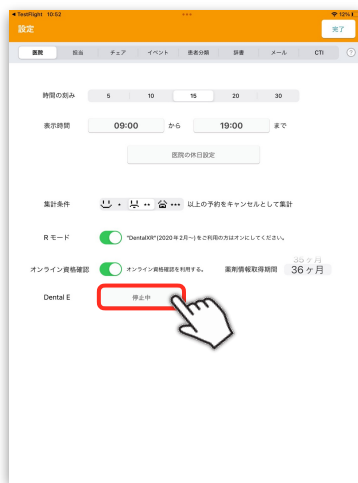 TestFlight 10:52
12%
設定
完了
医院 担当 チェア イベント 患者分類 辞書 メール CTI ?
時間の刻み 5 10 15 20 30
表示時間 09:00 から 19:00 まで
医院の休日設定
集計条件 以上の予約をキャンセルとして集計
R モード "DentalXR"(2020年2月〜)をご利用の方はオンにしてください。
35ヶ月
オンライン資格確認 オンライン資格確認を利用する。 薬剤情報取得期間 36ヶ月
Dental E 停止中